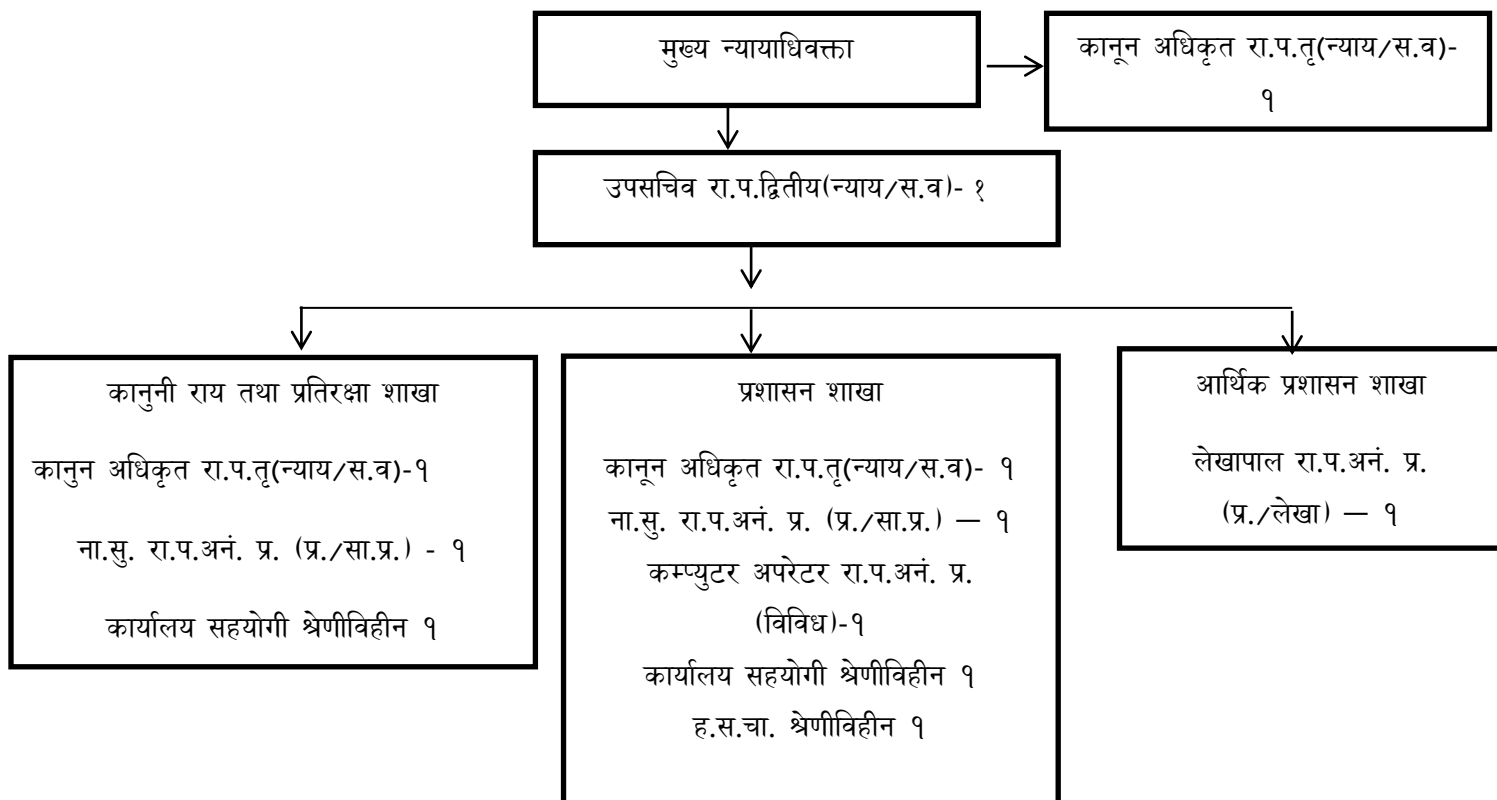 मुख्य न्यायाधिवक्ता
कानून अधिकृत रा.प.तृ(न्याय/स.व)-
१
उपसचिव रा.प.द्वितीय(न्याय/स.व)- १
कानुनी राय तथा प्रतिरक्षा शाखा
कानुन अधिकृत रा.प.तृ(न्याय/स.व)-१
ना.सु. रा.प.अनं. प्र. (प्र./सा.प्र.) - १
कार्यालय सहयोगी श्रेणीविहीन १
प्रशासन शाखा
कानून अधिकृत रा.प.तृ(न्याय/स.व)- १
ना.सु. रा.प.अनं. प्र. (प्र./सा.प्र.) — १
कम्प्युटर अपरेटर रा.प.अनं. प्र.
(विविध)-१
कार्यालय सहयोगी श्रेणीविहीन १
ह.स.चा. श्रेणीविहीन १
आर्थिक प्रशासन शाखा
लेखापाल रा.प.अनं. प्र.
(प्र./लेखा) — १